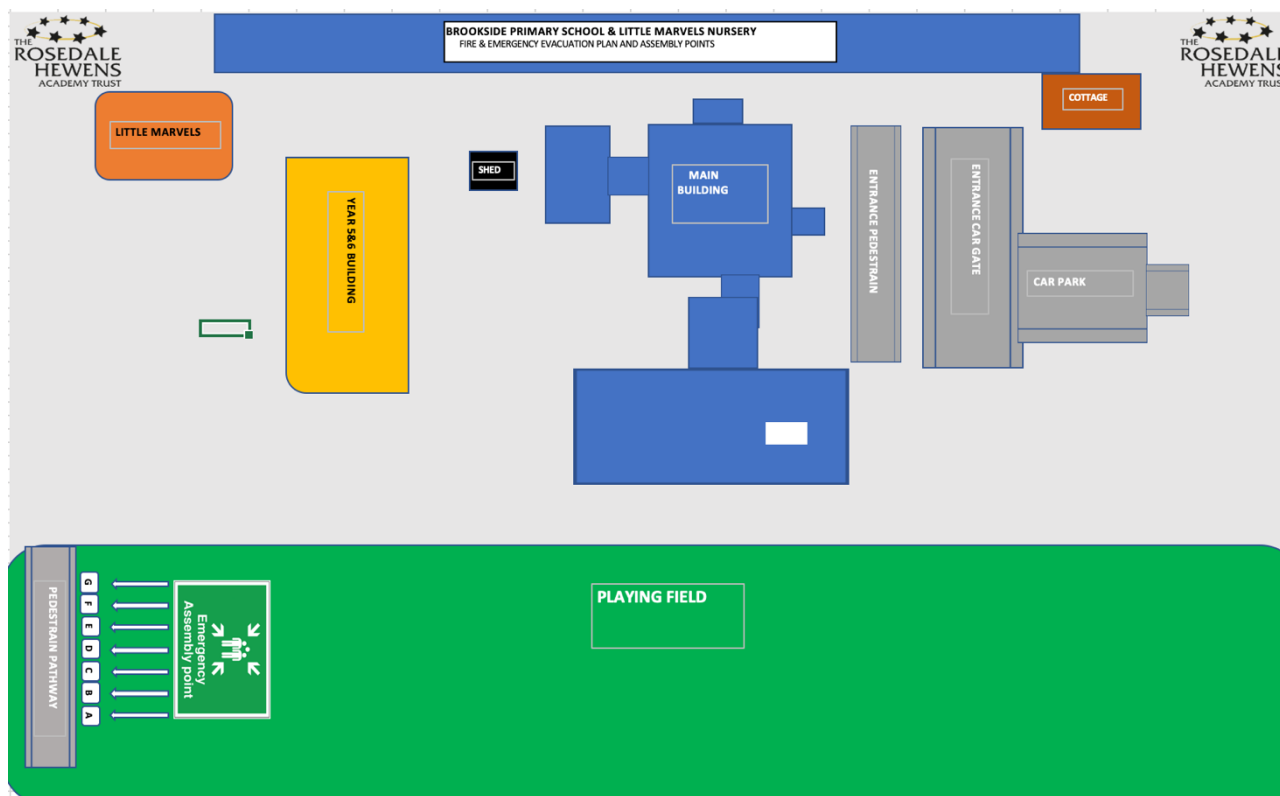 BROOKSIDE PRIMARY SCHOOL & LITTLE MARVELS NURSERY
FIRE & EMERGENCY EVACUATION PLAN AND ASSEMBLY POINTS
THE
ROSEDALE
HEWENS
ACADEMY TRUST
THE
ROSEDALE
HEWENS
ACADEMY TRUST
COTTAGE
LITTLE MARVELS
SHED
MAIN
BUILDING
YEAR 5&6 BUILDING
ENTRANCE PEDESTRAIN
ENTRANCE CAR GATE
CAR PARK
PLAYING FIELD
PEDESTRAIN PATHWAY
G
F
E
D
C
B
A
Emergency
Assembly point